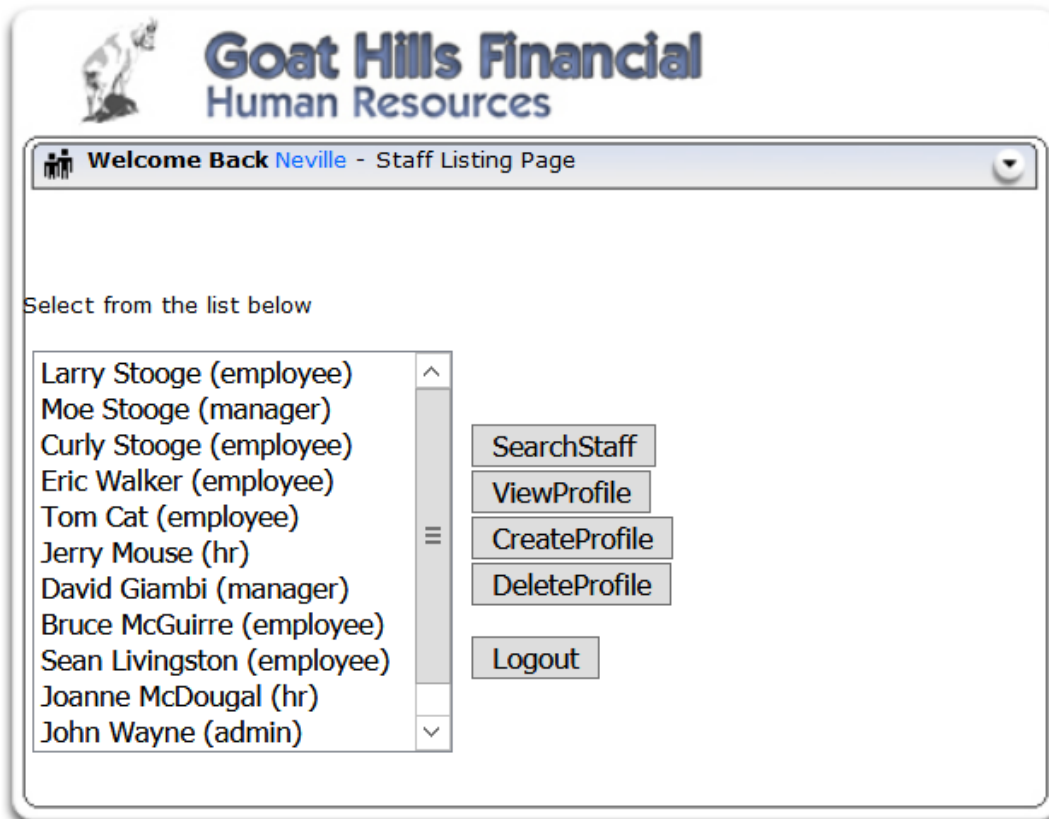 Goat Hills Financial
Human Resources
Welcome Back Neville - Staff Listing Page
Select from the list below
Larry Stooge (employee)
Moe Stooge (manager)
Curly Stooge (employee)
Eric Walker (employee)
Tom Cat (employee)
Jerry Mouse (hr)
David Giambi (manager)
Bruce McGuirre (employee)
Sean Livingston (employee)
Joanne McDougal (hr)
John Wayne (admin)
SearchStaff
ViewProfile
CreateProfile
DeleteProfile
Logout